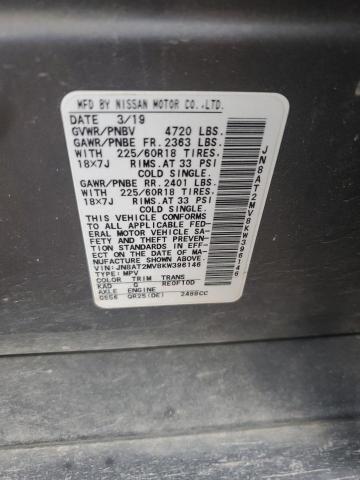 MFD BY NISSAN MOTOR CO.,LTD.
DATE 3/19
GVWR/PNBV 4720 LBS.
GAWR/PNBE FR. 2363 LBS.
WITH 225/60R18 TIRES.
18×7J RIMS.AT 33 PSI
COLD SINGLE.
GAWR/PNBE RR. 2401 LBS.
WITH 225/60R18 TIRES.
18×7J RIMS.AT 33 PSI
COLD SINGLE.
THIS VEHICLE CONFORMS
TO ALL APPLICABLE FED-
ERAL MOTOR VEHICLE SA-
FETY AND THEFT PREVEN-
TION STANDARDS IN EFF-
ECT ON THE DATE OF MA-
NUFACTURE SHOWN ABOVE.
VIN: JN8AT2MV8KW396146
TYPE: MPV
COLOR TRIM TRANS
KAD G RE0F10D
AXLE ENGINE
QR25(DE) 2488CC
JN8AT2MV8KW396146